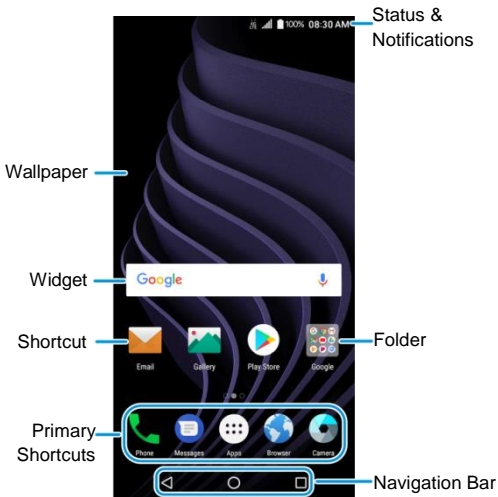 Status &
Notifications
100% 08:30 AM
Wallpaper
Widget
Google
Shortcut
Folder
Email
Gallery
Play Store
Google
Primary
Shortcuts
Phone
Messages
Apps
Browser
Camera
Navigation Bar